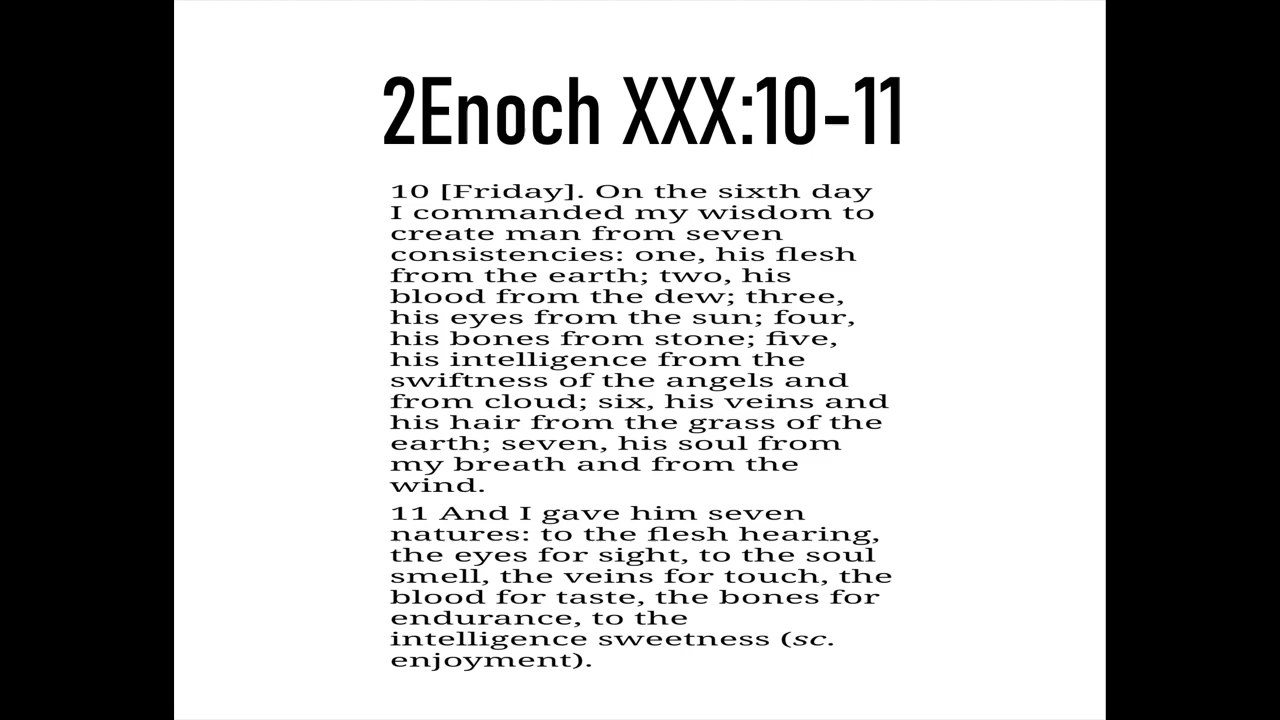 2Enoch XXX:10-11
10 [Friday]. On the sixth day
I commanded my wisdom to
create man from seven
consistencies: one, his flesh
from the earth; two, his
blood from the dew; three,
his eyes from the sun; four,
his bones from stone; five,
his intelligence from the
swiftness of the angels and
from cloud; six, his veins and
his hair from the grass of the
earth; seven, his soul from
my breath and from the
wind.
11 And I gave him seven
natures: to the flesh hearing,
the eyes for sight, to the soul
smell, the veins for touch, the
blood for taste, the bones for
endurance, to the
intelligence sweetness (sc.
enjoyment).